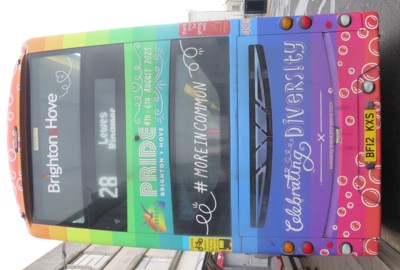 Brighton & Hove
28
Lewes
PRIDE
BRIGHTON & HOVE
4TH 6TH AUGUST 2023
#MOREINCOMMON
Celebrating
DIVERSITY
BF12 KXS